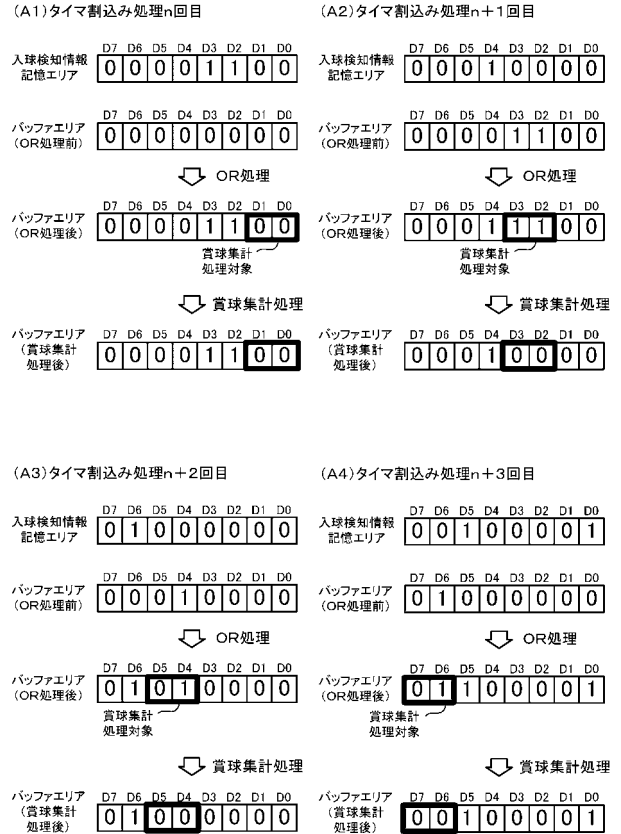 (A1)タイマ割込み処理n回目
D7 D6 D5 D4 D3 D2 D1 D0
入球検知情報
記憶エリア
0 0 0 0 1 1 0 0
D7 D6 D5 D4 D3 D2 D1 D0
バッファエリア
(OR処理前)
0 0 0 0 0 0 0 0
OR処理
D7 D6 D5 D4 D3 D2 D1 D0
バッファエリア
(OR処理後)
0 0 0 0 1 1 0 0
賞球集計
処理対象
賞球集計処理
D7 D6 D5 D4 D3 D2 D1 D0
バッファエリア
(賞球集計
処理後)
0 0 0 0 1 1 0 0
(A2)タイマ割込み処理n+1回目
D7 D6 D5 D4 D3 D2 D1 D0
入球検知情報
記憶エリア
0 0 0 1 0 0 0 0
D7 D6 D5 D4 D3 D2 D1 D0
バッファエリア
(OR処理前)
0 0 0 0 1 1 0 0
OR処理
D7 D6 D5 D4 D3 D2 D1 D0
バッファエリア
(OR処理後)
0 0 0 1 1 1 0 0
賞球集計
処理対象
賞球集計処理
D7 D6 D5 D4 D3 D2 D1 D0
バッファエリア
(賞球集計
処理後)
0 0 0 1 0 0 0 0
(A3)タイマ割込み処理n+2回目
D7 D6 D5 D4 D3 D2 D1 D0
入球検知情報
記憶エリア
0 1 0 0 0 0 0 0
D7 D6 D5 D4 D3 D2 D1 D0
バッファエリア
(OR処理前)
0 0 0 1 0 0 0 0
OR処理
D7 D6 D5 D4 D3 D2 D1 D0
バッファエリア
(OR処理後)
0 1 0 1 0 0 0 0
賞球集計
処理対象
賞球集計処理
D7 D6 D5 D4 D3 D2 D1 D0
バッファエリア
(賞球集計
処理後)
0 1 0 0 0 0 0 0
(A4)タイマ割込み処理n+3回目
D7 D6 D5 D4 D3 D2 D1 D0
入球検知情報
記憶エリア
0 0 1 0 0 0 0 1
D7 D6 D5 D4 D3 D2 D1 D0
バッファエリア
(OR処理前)
0 1 0 0 0 0 0 0
OR処理
D7 D6 D5 D4 D3 D2 D1 D0
バッファエリア
(OR処理後)
0 1 1 0 0 0 0 1
賞球集計
処理対象
賞球集計処理
D7 D6 D5 D4 D3 D2 D1 D0
バッファエリア
(賞球集計
処理後)
0 0 1 0 0 0 0 1